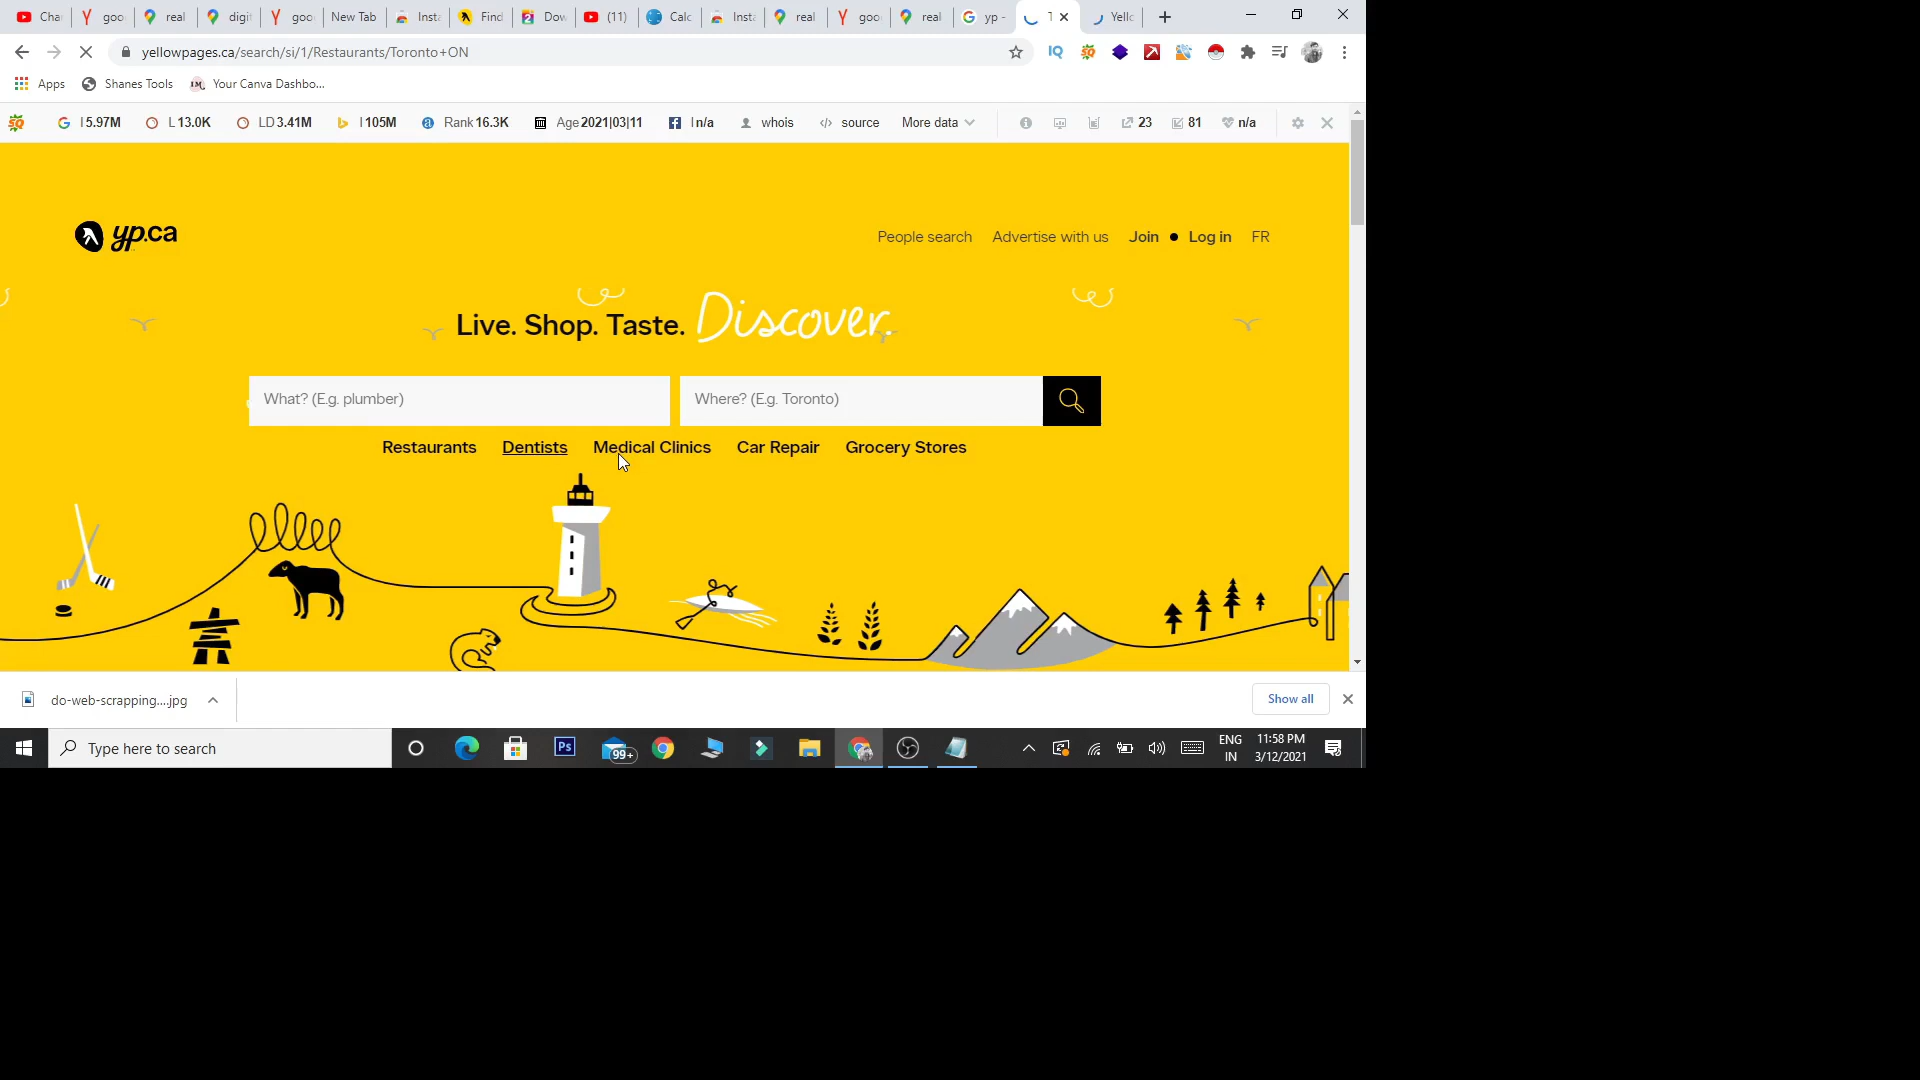 Cha
goo
real
digit
goo
New Tab
Insta
Find
Dow
(11)
Calc
Insta
real
goo
real
yp -
T
Yello
yellowpages.ca/search/si/1/Restaurants/Toronto+ON
IQ
Apps
Shanes Tools
Your Canva Dashbo...
I 5.97M
L 13.0K
LD 3.41M
I 105M
Rank 16.3K
Age 2021|03|11
I n/a
whois
source
More data
23
81
n/a
yp.ca
People search
Advertise with us
Join
Log in
FR
Live. Shop. Taste. Discover.
What? (E.g. plumber)
Where? (E.g. Toronto)
Restaurants
Dentists
Medical Clinics
Car Repair
Grocery Stores
do-web-scrapping....jpg
Show all
Type here to search
Ps
99+
ENG
IN
11:58 PM
3/12/2021